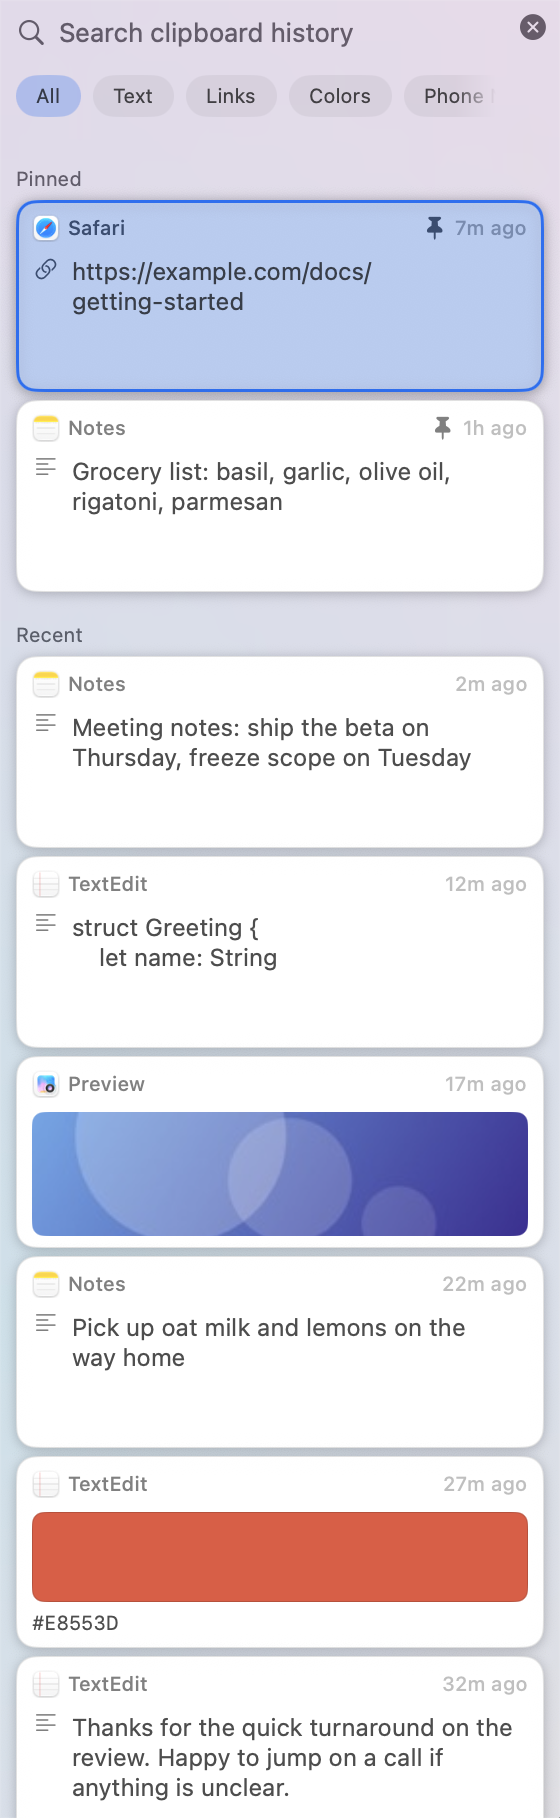 Search clipboard history
All Text Links Colors Phone
Pinned
Safari 7m ago
https://example.com/docs/
getting-started
Notes 1h ago
Grocery list: basil, garlic, olive oil,
rigatoni, parmesan
Recent
Notes 2m ago
Meeting notes: ship the beta on
Thursday, freeze scope on Tuesday
TextEdit 12m ago
struct Greeting {
    let name: String
Preview 17m ago
Notes 22m ago
Pick up oat milk and lemons on the
way home
TextEdit 27m ago
#E8553D
TextEdit 32m ago
Thanks for the quick turnaround on the
review. Happy to jump on a call if
anything is unclear.